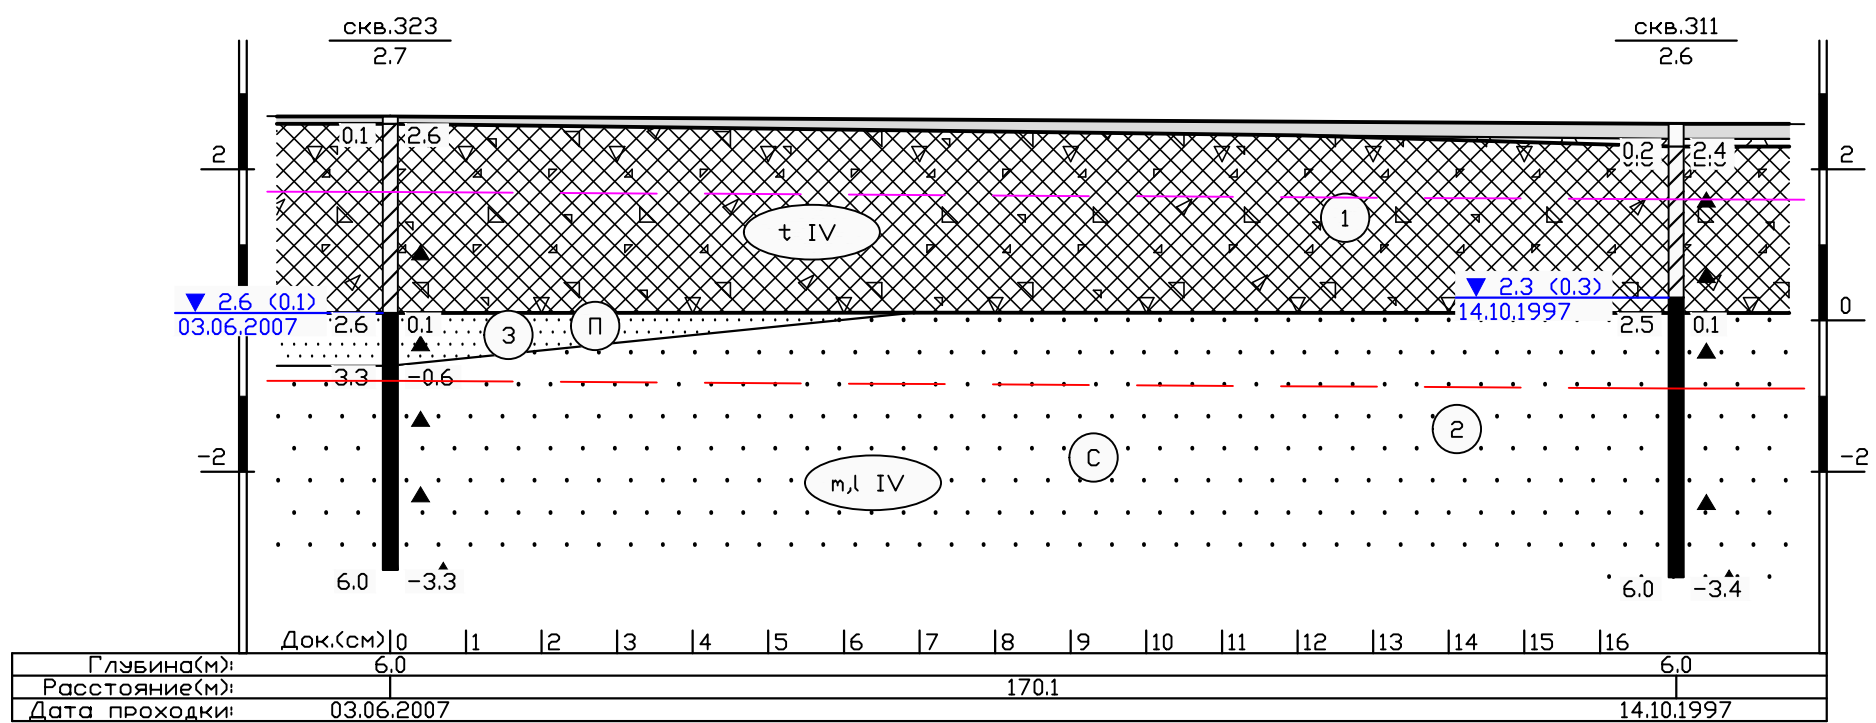 скв.323
2.7
скв.311
2.6
0.1 2.6
0.2 2.4
2
2
1
t IV
2.6 (0.1)
03.06.2007
2.3 (0.3)
14.10.1997
0
2.6 0.1
3 П
2.5 0.1
3.3 -0.6
2
-2
-2
С
m,l IV
6.0 -3.3
6.0 -3.4
Док.(см) 0 1 2 3 4 5 6 7 8 9 10 11 12 13 14 15 16
Глубина(м): 6.0 6.0
Расстояние(м): 170.1
Дата проходки: 03.06.2007 14.10.1997